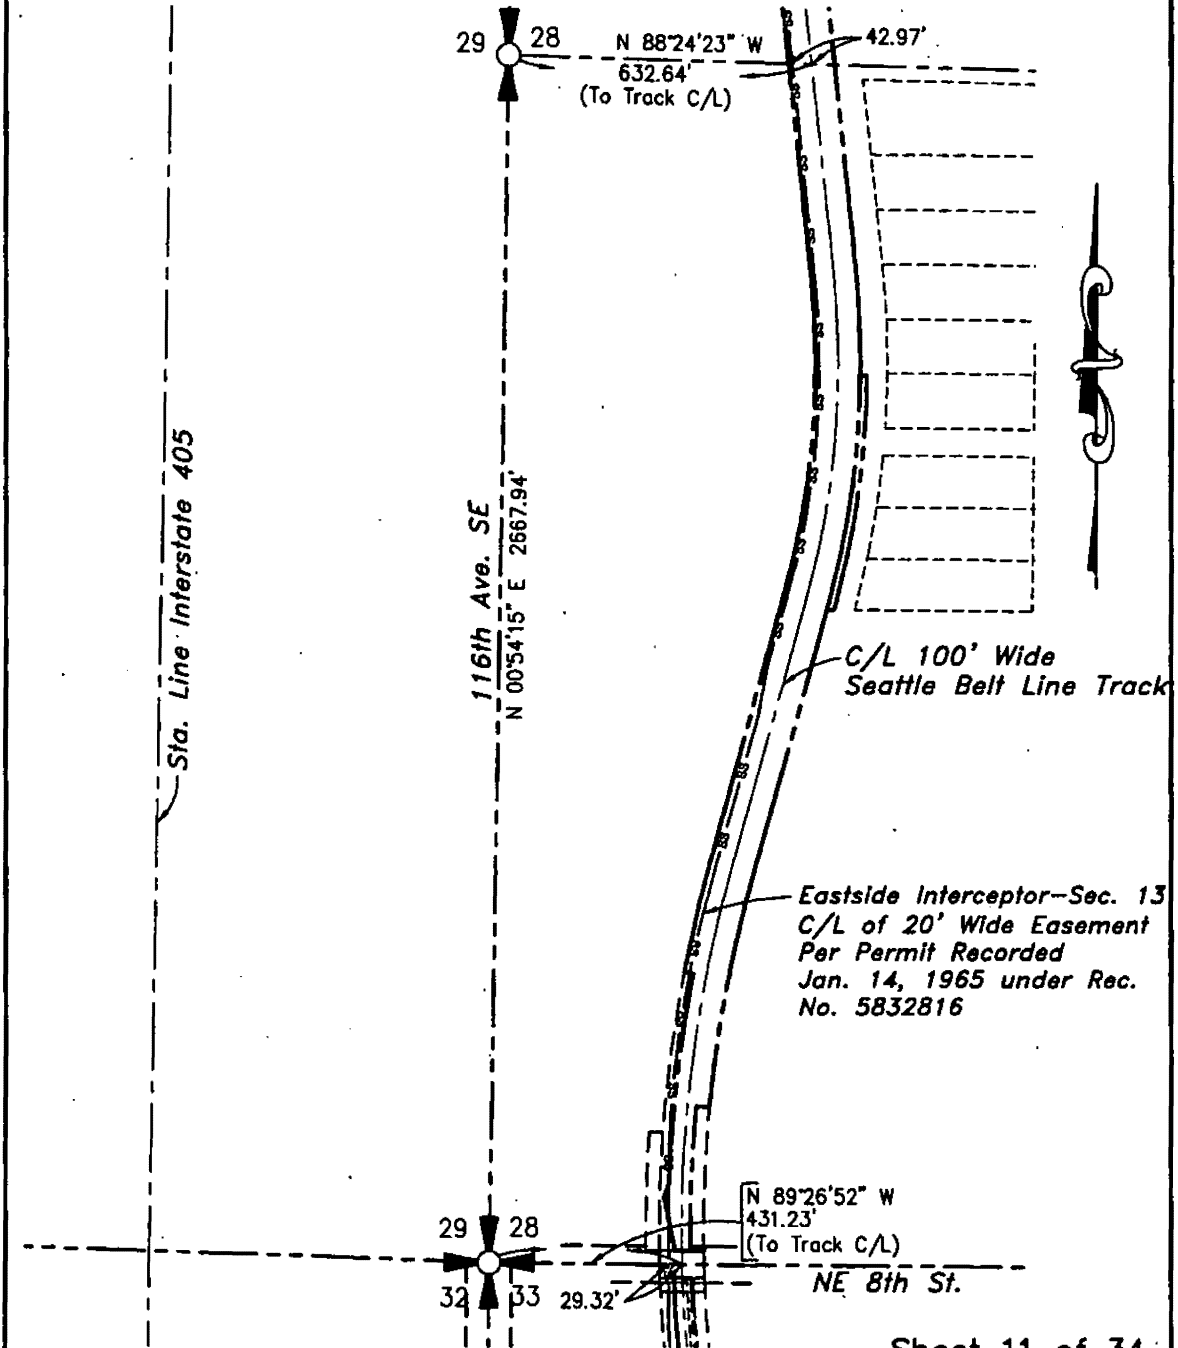 29 28
N 88°24'23" W
632.64'
(To Track C/L)
42.97'
Sta. Line Interstate 405
116th Ave. SE
N 00°54'15" E 2667.94'
C/L 100' Wide
Seattle Belt Line Track
Eastside Interceptor-Sec. 13
C/L of 20' Wide Easement
Per Permit Recorded
Jan. 14, 1965 under Rec.
No. 5832816
N 89°26'52" W
431.23'
(To Track C/L)
29 28
32 33
29.32'
NE 8th St.
Sheet 11 of 34